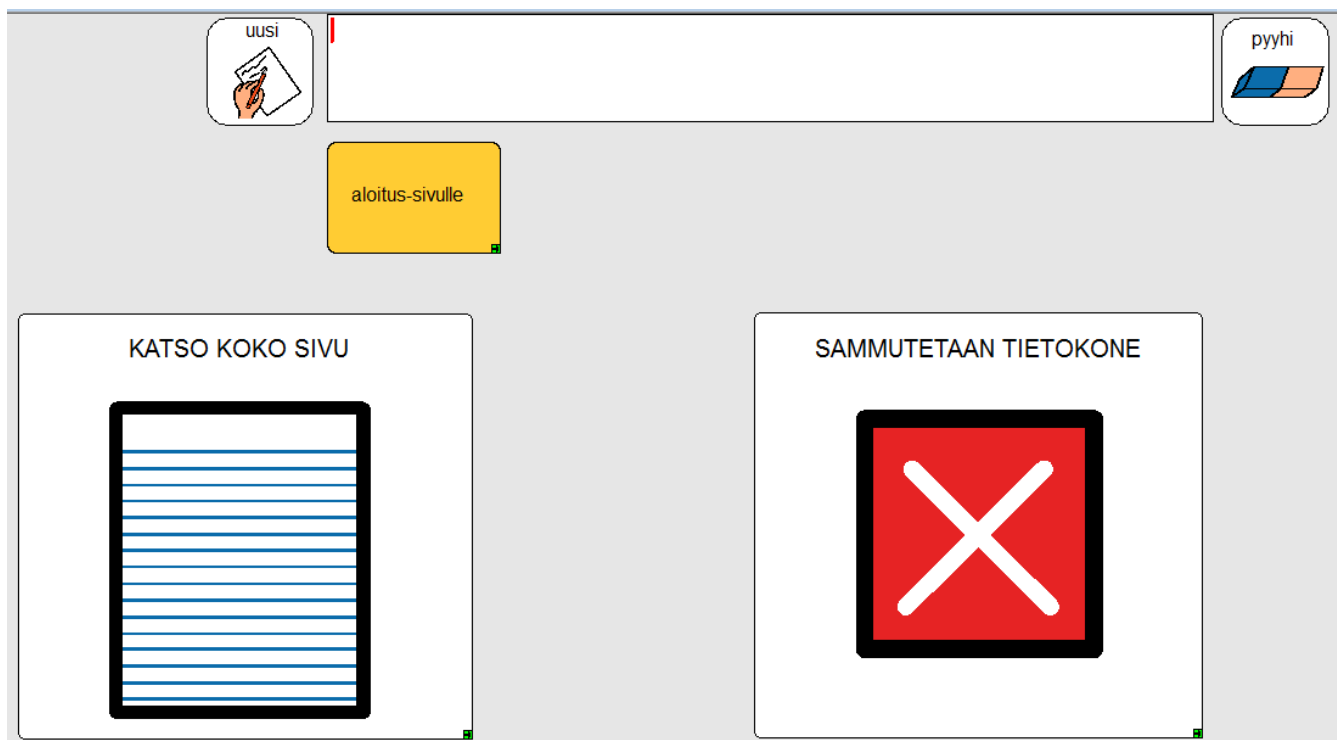 uusi
pyyhi
aloitus-sivulle
KATSO KOKO SIVU
SAMMUTETAAN TIETOKONE